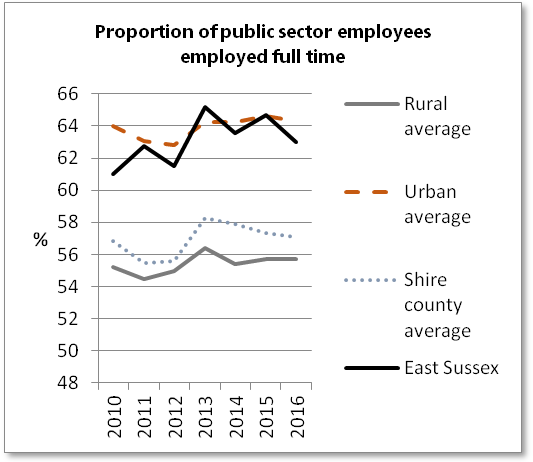 Proportion of public sector employees
employed full time
66
64
62
60
58
56
54
52
50
48
%
2010
2011
2012
2013
2014
2015
2016
Rural
average
Urban
average
Shire
county
average
East Sussex